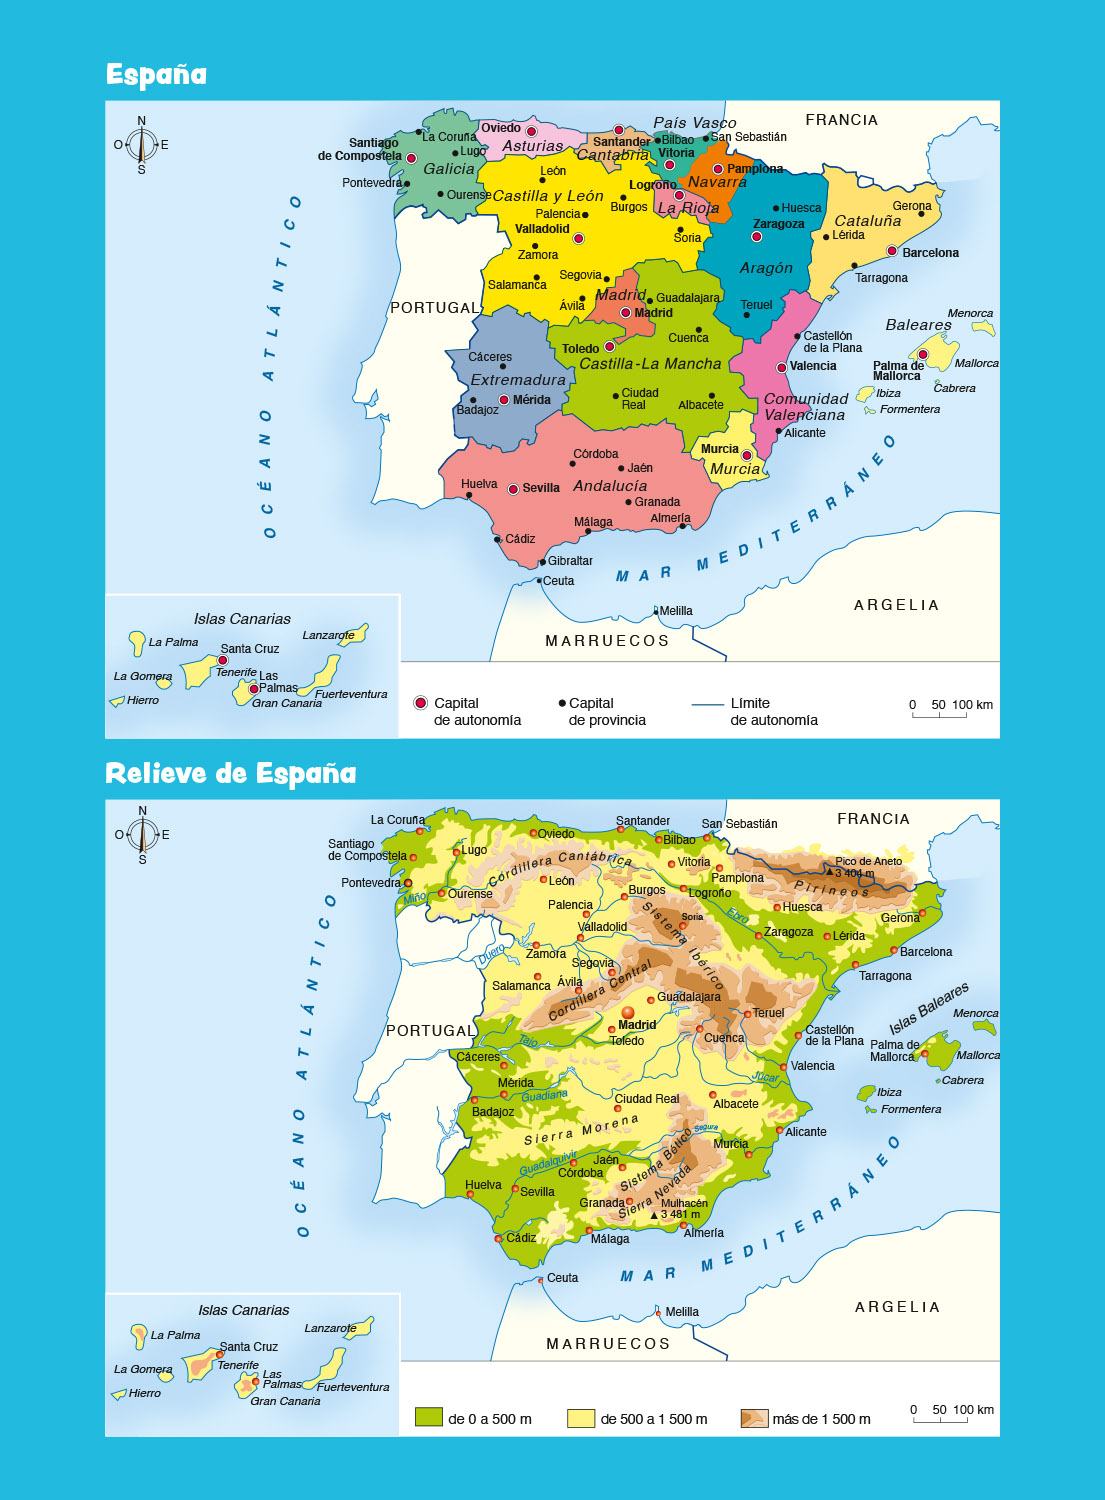 España
N
O
E
S
FRANCIA
País Vasco
Oviedo
Asturias
Santander
Cantabria
Bilbao
San Sebastián
Vitoria
La Coruña
Santiago
de Compostela
Lugo
Galicia
Pontevedra
Ourense
Pamplona
Navarra
León
Castilla y León
Logroño
La Rioja
Burgos
Palencia
Valladolid
Soria
Zamora
Huesca
Zaragoza
Aragón
Teruel
Gerona
Cataluña
Lérida
Barcelona
Tarragona
Salamanca
Segovia
Ávila
Madrid
Madrid
Guadalajara
Cuenca
PORTUGAL
OCÉANO ATLÁNTICO
Toledo
Castilla-La Mancha
Ciudad
Real
Albacete
Cáceres
Extremadura
Mérida
Badajoz
Castellón
de la Plana
Valencia
Comunidad
Valenciana
Alicante
Menorca
Baleares
Mallorca
Palma de
Mallorca
Cabrera
Ibiza
Formentera
Murcia
Murcia
Córdoba
Jaén
Huelva
Sevilla
Andalucía
Granada
Málaga
Almería
Cádiz
Gibraltar
Ceuta
Melilla
MAR MEDITERRÁNEO
ARGELIA
MARRUECOS
Islas Canarias
La Palma
Santa Cruz
Lanzarote
La Gomera
Tenerife
Las
Palmas
Hierro
Gran Canaria
Fuerteventura
Capital
de autonomía
Capital
de provincia
Límite
de autonomía
0 50 100 km
Relieve de España
N
O
E
S
FRANCIA
La Coruña
Santander
San Sebastián
Oviedo
Bilbao
Santiago
de Compostela
Lugo
Cordillera Cantábrica
Vitoria
Pico de Aneto
3 404 m
Pontevedra
Pamplona
Pirineos
Miño
Ourense
León
Burgos
Logroño
Palencia
Sistema Ibérico
Soria
Ebro
Huesca
Gerona
Valladolid
Zaragoza
Lérida
Duero
Zamora
Barcelona
Segovia
Tarragona
Salamanca
Ávila
Cordillera Central
Guadalajara
PORTUGAL
OCÉANO ATLÁNTICO
Madrid
Teruel
Tajo
Toledo
Cuenca
Castellón
de la Plana
Islas Baleares
Menorca
Palma de
Mallorca
Mallorca
Cabrera
Ibiza
Formentera
Cáceres
Valencia
Júcar
Mérida
Guadiana
Badajoz
Ciudad Real
Albacete
Sierra Morena
Segura
Alicante
Murcia
Guadalquivir
Jaén
Córdoba
Sistema Bético
Huelva
Sevilla
Granada
Sierra Nevada
Mulhacén
3 481 m
Almería
Cádiz
Málaga
Ceuta
Melilla
MAR MEDITERRÁNEO
ARGELIA
MARRUECOS
Islas Canarias
La Palma
Santa Cruz
Lanzarote
La Gomera
Tenerife
Las
Palmas
Hierro
Gran Canaria
Fuerteventura
de 0 a 500 m
de 500 a 1 500 m
más de 1 500 m
0 50 100 km